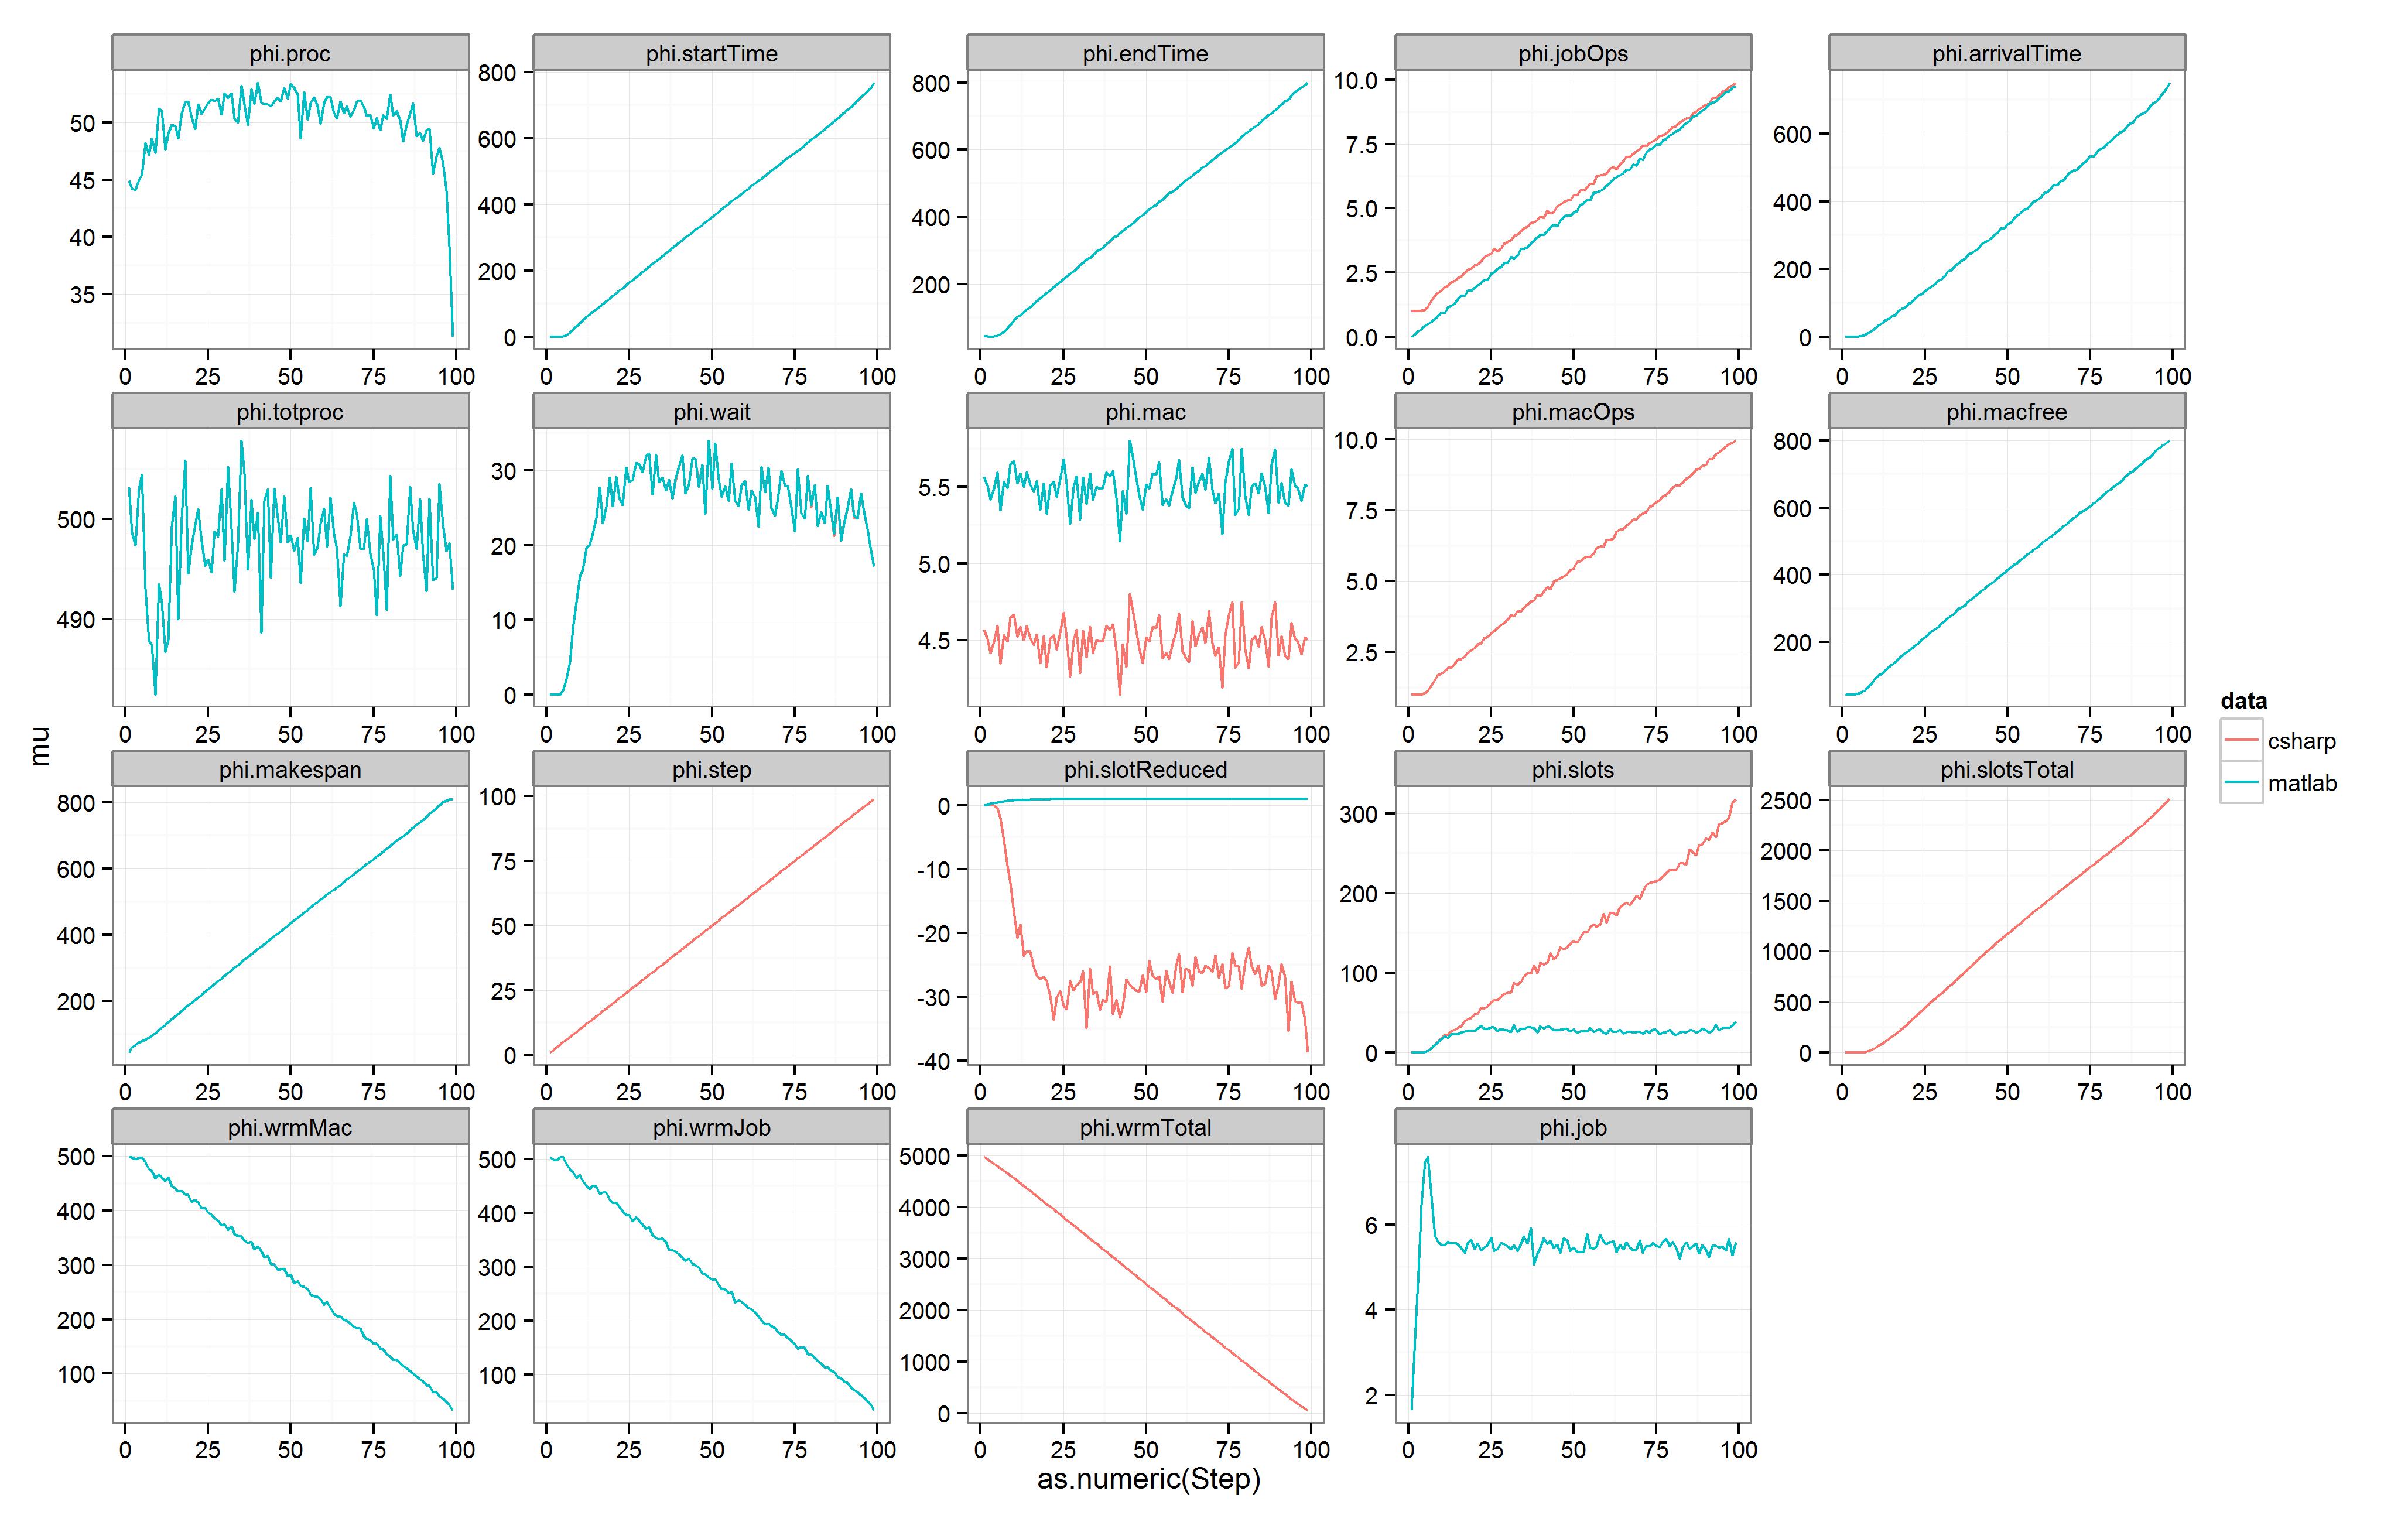 phi.proc phi.startTime phi.endTime phi.jobOps phi.arrivalTime
50
45
40
35
0 25 50 75 100
800
600
400
200
0
0 25 50 75 100
800
600
400
200
0 25 50 75 100
10.0
7.5
5.0
2.5
0.0
0 25 50 75 100
600
400
200
0
0 25 50 75 100
phi.totproc phi.wait phi.mac phi.macOps phi.macfree
500
490
0 25 50 75 100
30
20
10
0
0 25 50 75 100
5.5
5.0
4.5
0 25 50 75 100
10.0
7.5
5.0
2.5
0 25 50 75 100
800
600
400
200
0 25 50 75 100
phi.makespan phi.step phi.slotReduced phi.slots phi.slotsTotal
800
600
400
200
0 25 50 75 100
100
75
50
25
0
0 25 50 75 100
0
-10
-20
-30
-40
0 25 50 75 100
300
200
100
0
0 25 50 75 100
2500
2000
1500
1000
500
0
0 25 50 75 100
phi.wrmMac phi.wrmJob phi.wrmTotal phi.job
500
400
300
200
100
0 25 50 75 100
500
400
300
200
100
0 25 50 75 100
5000
4000
3000
2000
1000
0
0 25 50 75 100
6
4
2
0 25 50 75 100
mu
as.numeric(Step)
data
csharp
matlab